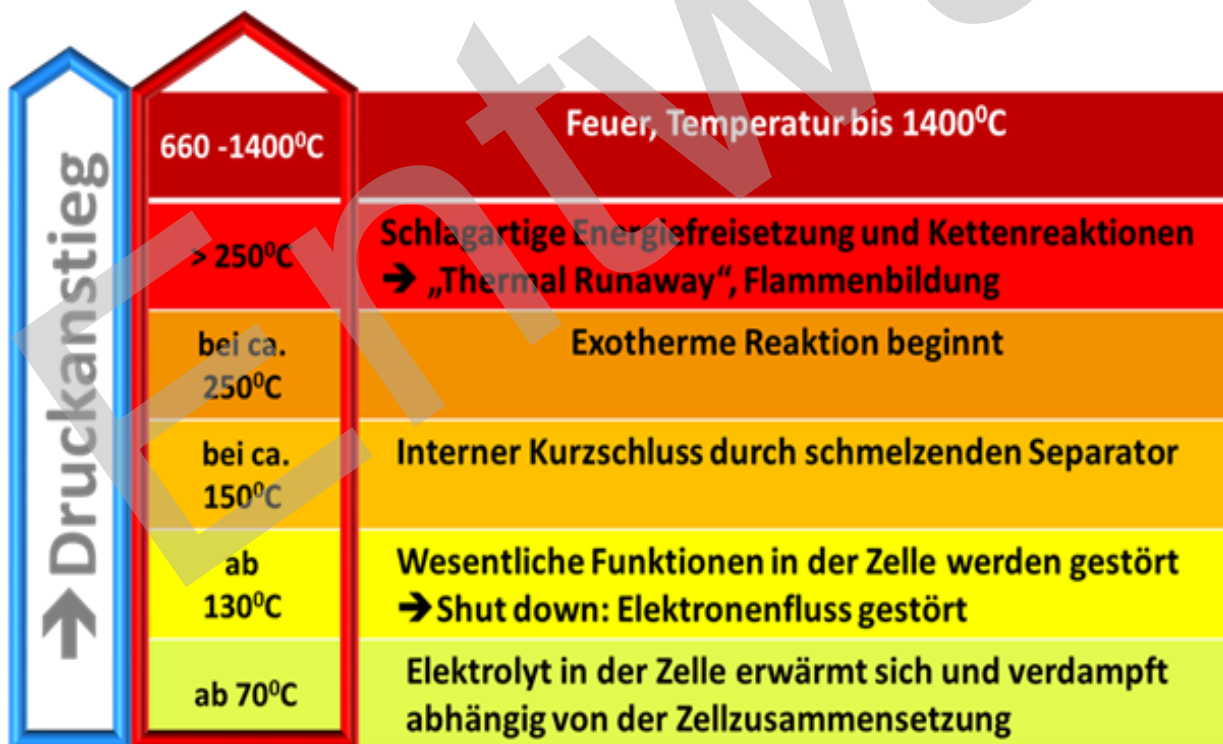 ➔ Druckanstieg
660 -1400⁰C
Feuer, Temperatur bis 1400⁰C
> 250⁰C
Schlagartige Energiefreisetzung und Kettenreaktionen
➔ „Thermal Runaway“, Flammenbildung
bei ca.
250⁰C
Exotherme Reaktion beginnt
bei ca.
150⁰C
Interner Kurzschluss durch schmelzenden Separator
ab
130⁰C
Wesentliche Funktionen in der Zelle werden gestört
➔ Shut down: Elektronenfluss gestört
ab 70⁰C
Elektrolyt in der Zelle erwärmt sich und verdampft
abhängig von der Zellzusammensetzung
Entw